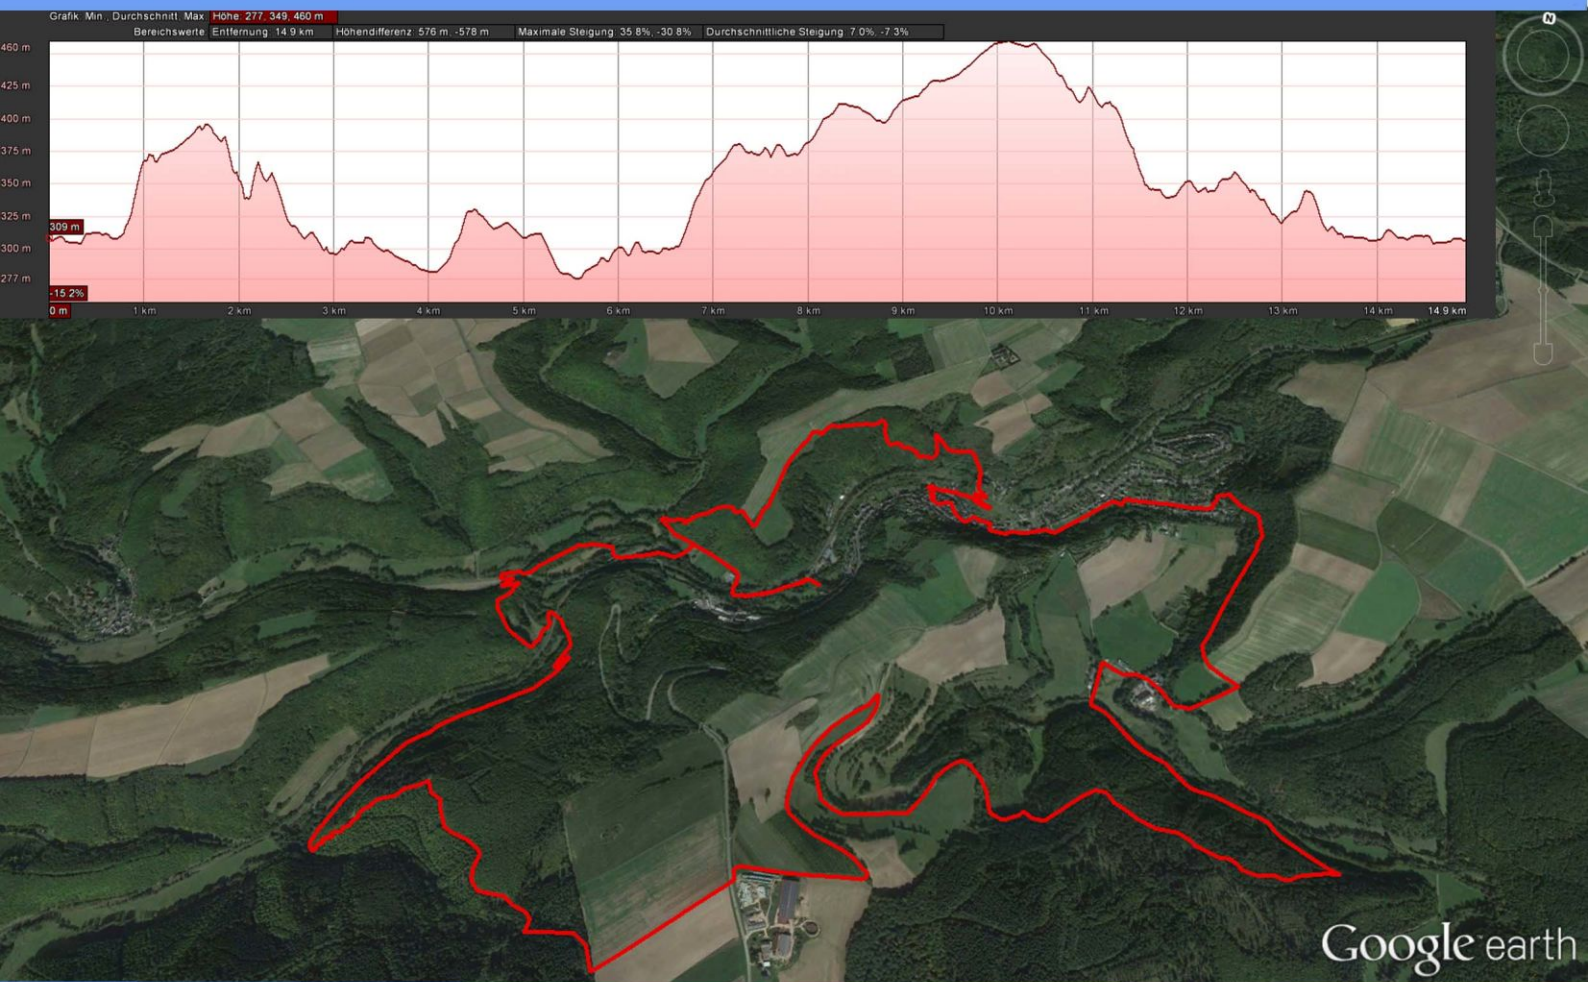 Grafik: Min., Durchschnitt, Max. Höhe: 277, 349, 460 m
Bereichswerte Entfernung: 14.9 km Höhendifferenz: 576 m, -578 m Maximale Steigung: 35.8%, -30.8% Durchschnittliche Steigung: 7.0%, -7.3%
N
460 m
425 m
400 m
375 m
350 m
325 m
309 m
300 m
277 m
-15.2%
0 m 1 km 2 km 3 km 4 km 5 km 6 km 7 km 8 km 9 km 10 km 11 km 12 km 13 km 14 km 14.9 km
Google earth